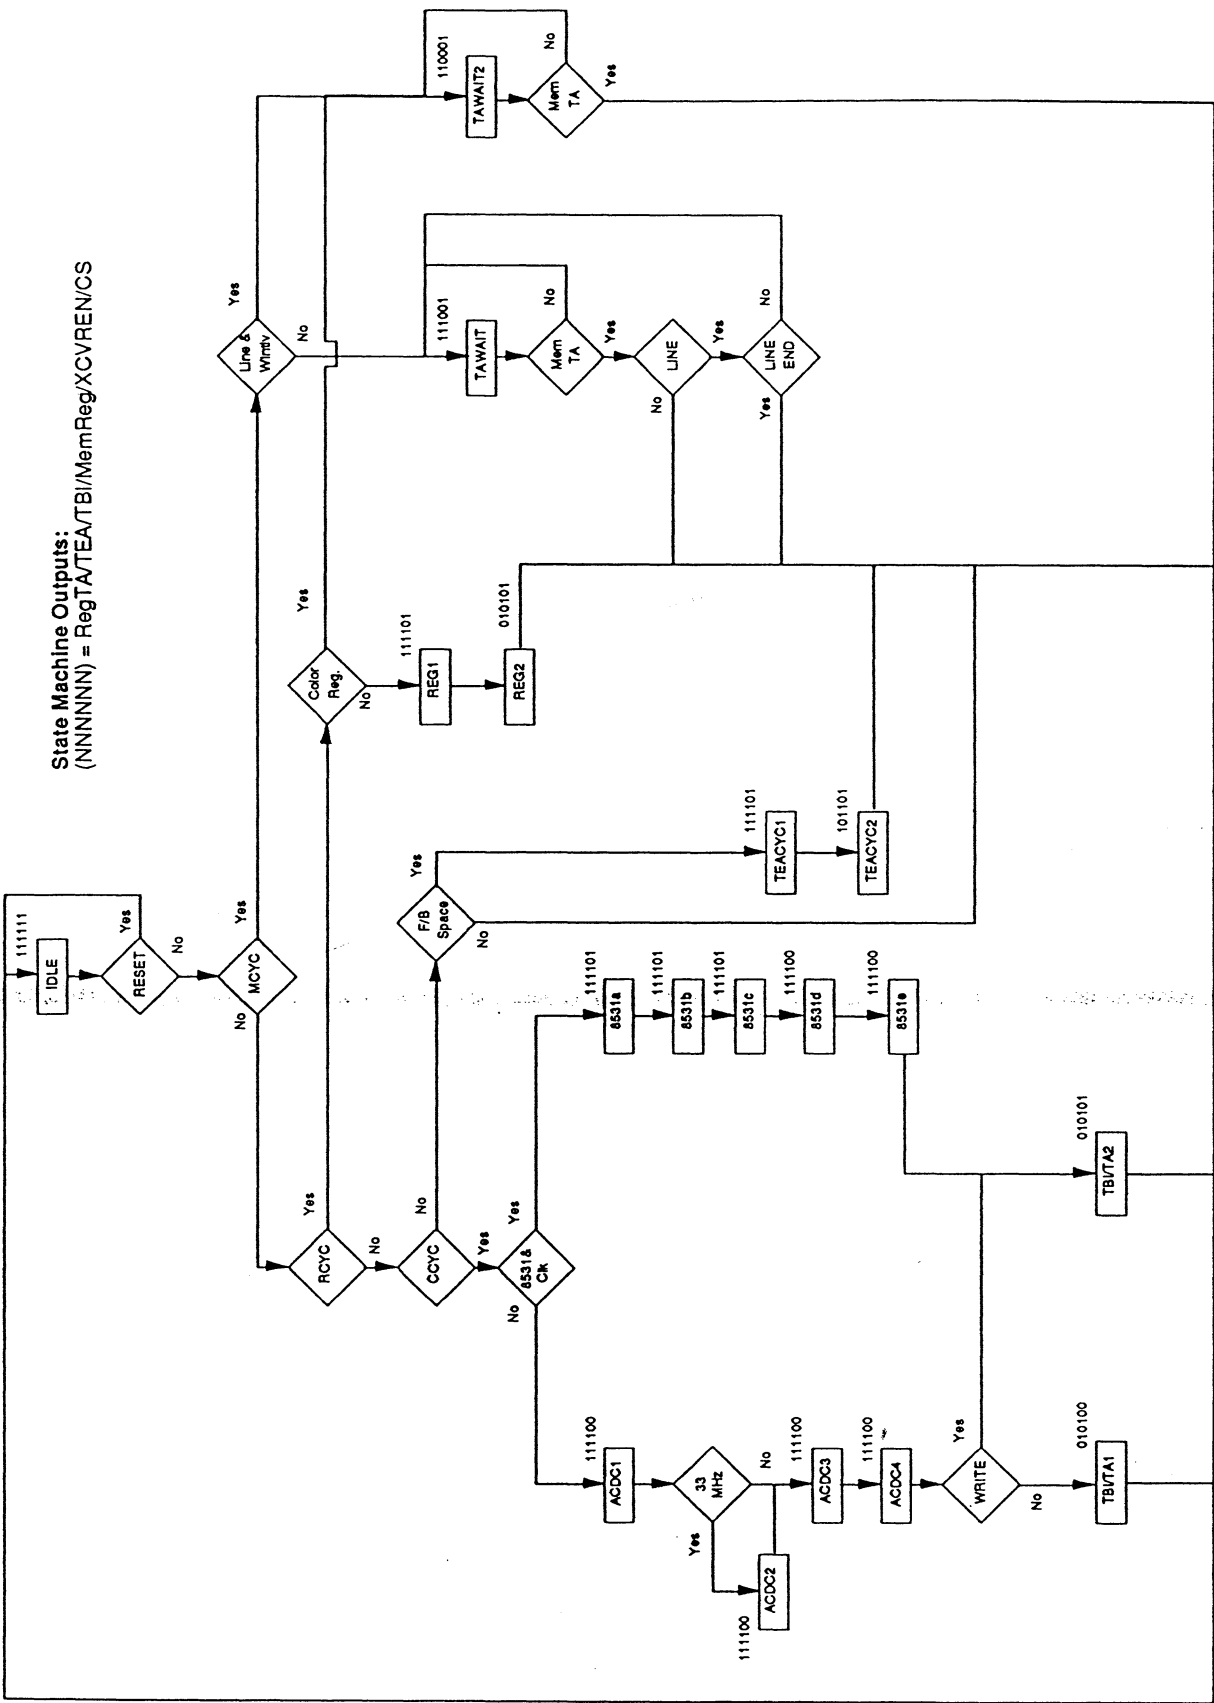 State Machine Outputs:
(NNNNNN) = RegTA/TEA/TBI/MemReg/XCVREN/CS
111111
IDLE
RESET
Yes
No
MCYC
No
Yes
Line &
WIntlv
Yes
No
RCYC
Yes
No
Color
Reg.
Yes
No
CCYC
No
Yes
F/B
Space
Yes
No
8531&
Clk
No
Yes
110001
TAWAIT2
Mem
TA
No
Yes
111001
TAWAIT
Mem
TA
No
Yes
LINE
No
Yes
LINE
END
Yes
No
111101
REG1
010101
REG2
111101
TEACYC1
101101
TEACYC2
111101
8531a
111101
8531b
111101
8531c
111100
8531d
111100
8531e
111100
ACDC1
33
MHz
Yes
No
111100
ACDC2
111100
ACDC3
111100
ACDC4
WRITE
Yes
No
010100
TBI/TA1
010101
TBI/TA2